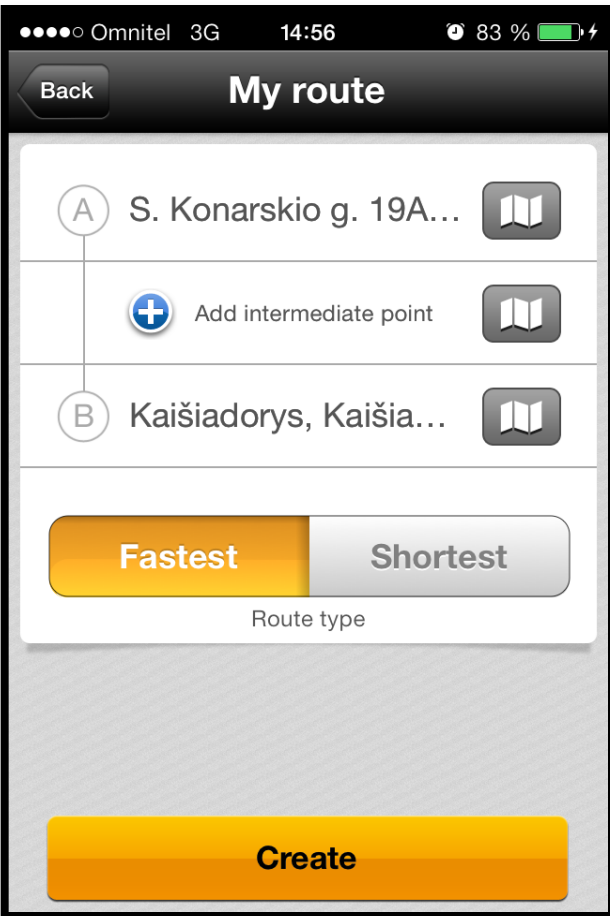 Omnitel 3G 14:56 83 %
Back My route
A S. Konarskio g. 19A...
Add intermediate point
B Kaišiadorys, Kaišia...
Fastest Shortest
Route type
Create